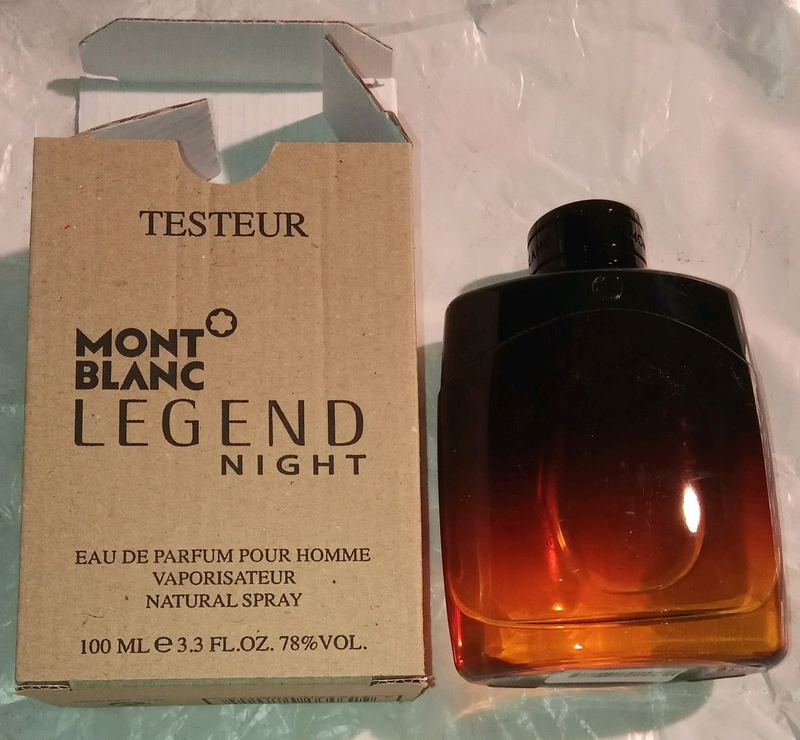 TESTEUR
MONT
BLANC
LEGEND
NIGHT
EAU DE PARFUM POUR HOMME
VAPORISATEUR
NATURAL SPRAY
100 ML ℮ 3.3 FL.OZ. 78%VOL.